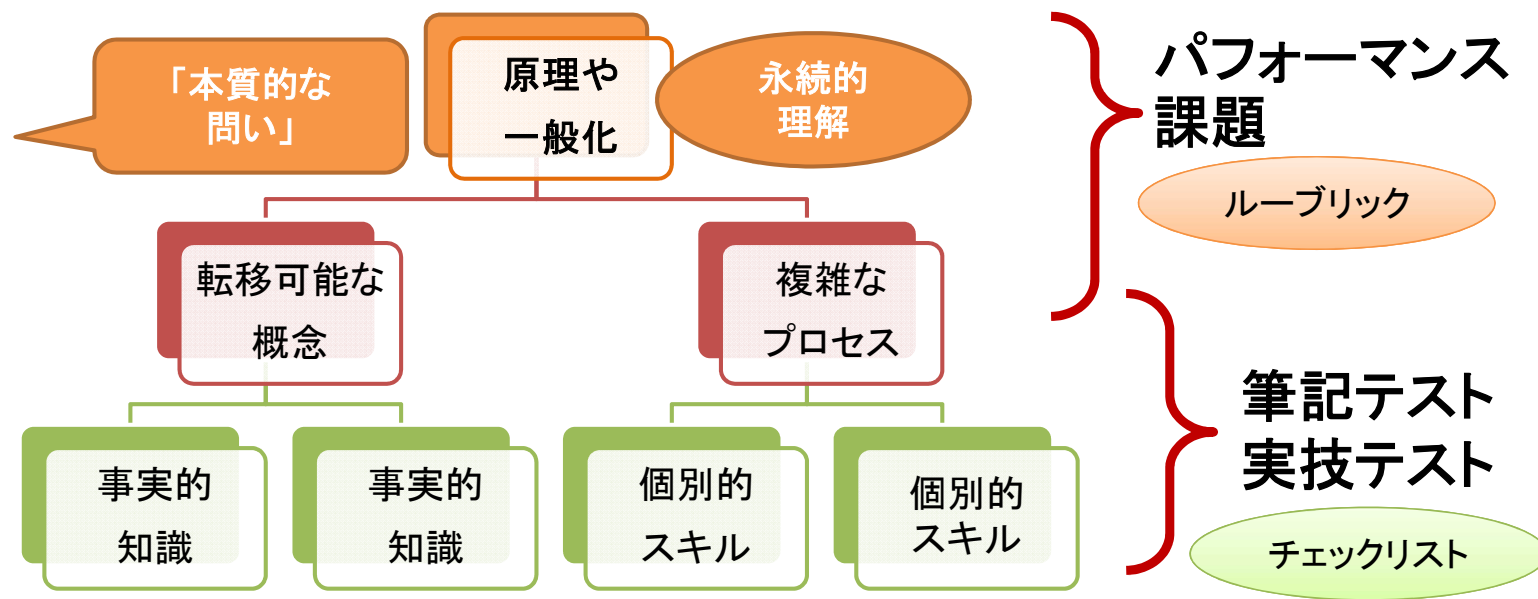 「本質的な
問い」
原理や
一般化
永続的
理解
パフォーマンス
課題
ルーブリック
転移可能な
概念
複雑な
プロセス
事実的
知識
事実的
知識
個別的
スキル
個別的
スキル
筆記テスト
実技テスト
チェックリスト